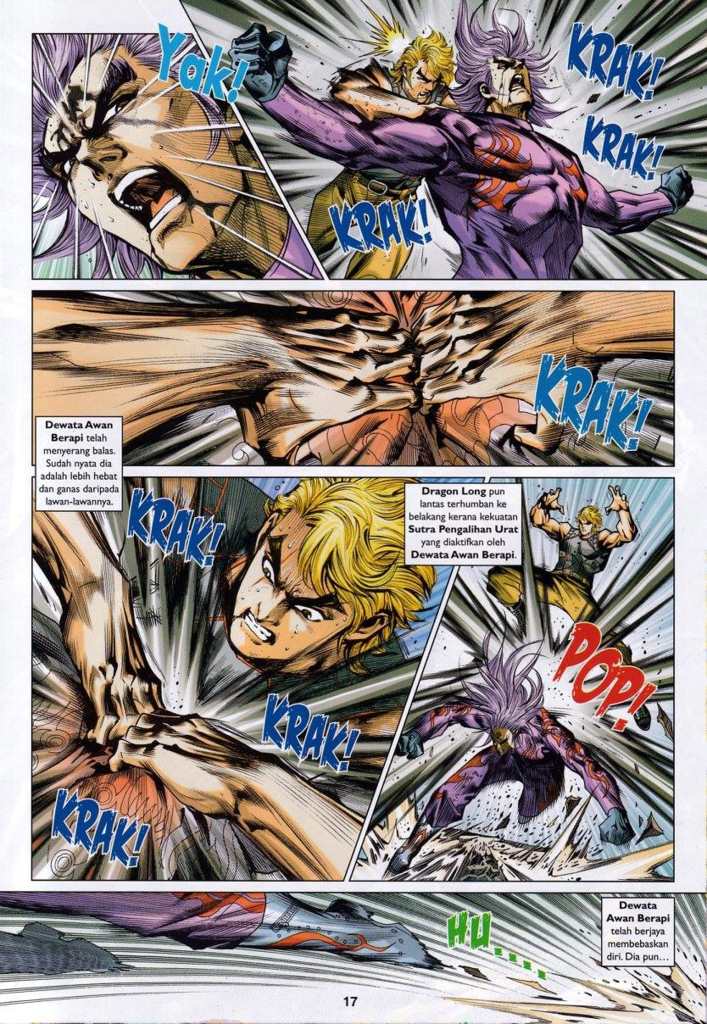 Yak!
KRAK!
KRAK!
KRAK!
KRAK!
Dewata Awan
Berapi telah
menyerang balas.
Sudah nyata dia
adalah lebih hebat
dan ganas daripada
lawan-lawannya.
KRAK!
KRAK!
KRAK!
Dragon Long pun
lantas terhumban ke
belakang kerana kekuatan
Sutra Pengalihan Urat
yang diaktifkan oleh
Dewata Awan Berapi.
POP!
HU.....
Dewata
Awan Berapi
telah berjaya
membebaskan
diri. Dia pun...
17